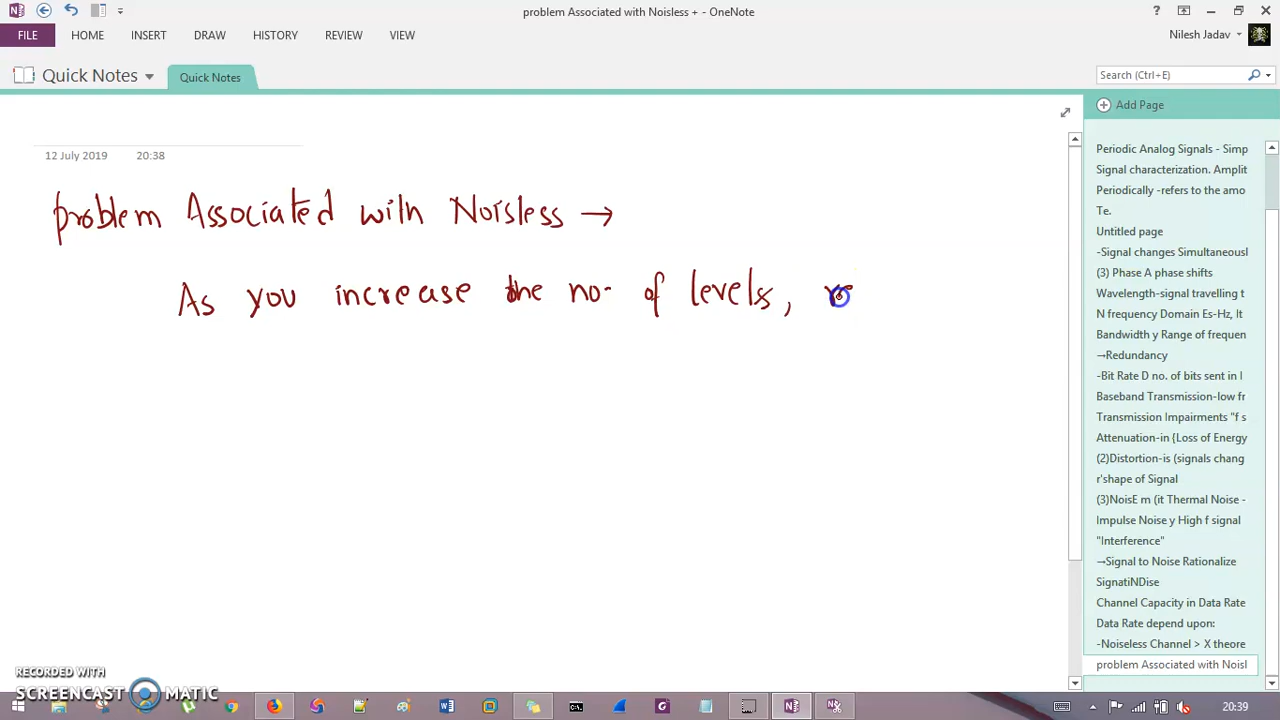 problem Associated with Noisless + - OneNote
FILE HOME INSERT DRAW HISTORY REVIEW VIEW
Nilesh Jadav
Quick Notes
Quick Notes
Search (Ctrl+E)
Add Page
12 July 2019 20:38
problem Associated with Noisless →
As you increase the no. of levels,
Periodic Analog Signals - Simp
Signal characterization. Amplit
Periodically -refers to the amo
Te.
Untitled page
-Signal changes Simultaneousl
(3) Phase A phase shifts
Wavelength-signal travelling t
N frequency Domain Es-Hz, It
Bandwidth y Range of frequen
→Redundancy
-Bit Rate D no. of bits sent in l
Baseband Transmission-low fr
Transmission Impairments "f s
Attenuation-in {Loss of Energy
(2)Distortion-is (signals chang
r'shape of Signal
(3)NoisE m (it Thermal Noise -
Impulse Noise y High f signal
"Interference"
→Signal to Noise Rationalize
SignatiNDise
Channel Capacity in Data Rate
Data Rate depend upon:
-Noiseless Channel > X theore
problem Associated with Noisl
RECORDED WITH
SCREENCAST MATIC
20:39